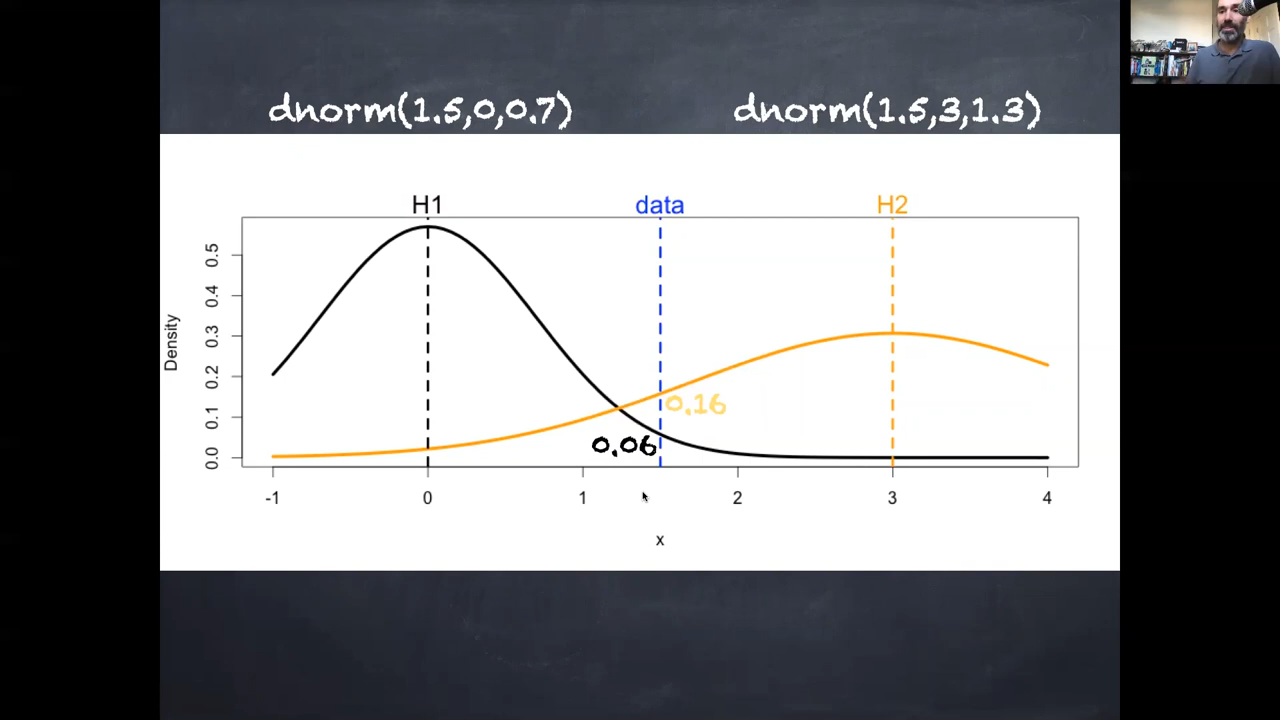 dnorm(1.5,0,0.7) dnorm(1.5,3,1.3)
H1 data H2
Density
0.5
0.4
0.3
0.2
0.1
0.0
0.16
0.06
-1 0 1 2 3 4
x